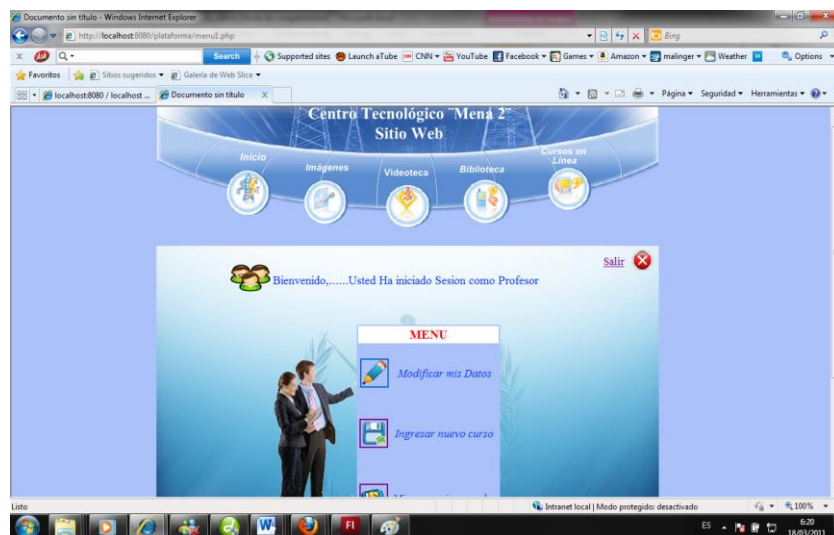 Documento sin título - Windows Internet Explorer
http://localhost:8080/plataforma/menu1.php
Bing
Search
Supported sites
Launch aTube
CNN
YouTube
Facebook
Games
Amazon
malinger
Weather
Options
Favoritos
Sitios sugeridos
Galería de Web Slice
localhost:8080 / localhost ...
Documento sin título
X
Página
Seguridad
Herramientas
Centro Tecnológico ¨Mená 2¨
Sitio Web
Inicio
Imágenes
Videoteca
Biblioteca
Cursos en
Línea
Salir
Bienvenido,......Usted Ha iniciado Sesion como Profesor
MENU
Modificar mis Datos
Ingresar nuevo curso
Listo
Intranet local | Modo protegido: desactivado
100%
W
Fl
ES
6:20
18/03/2011